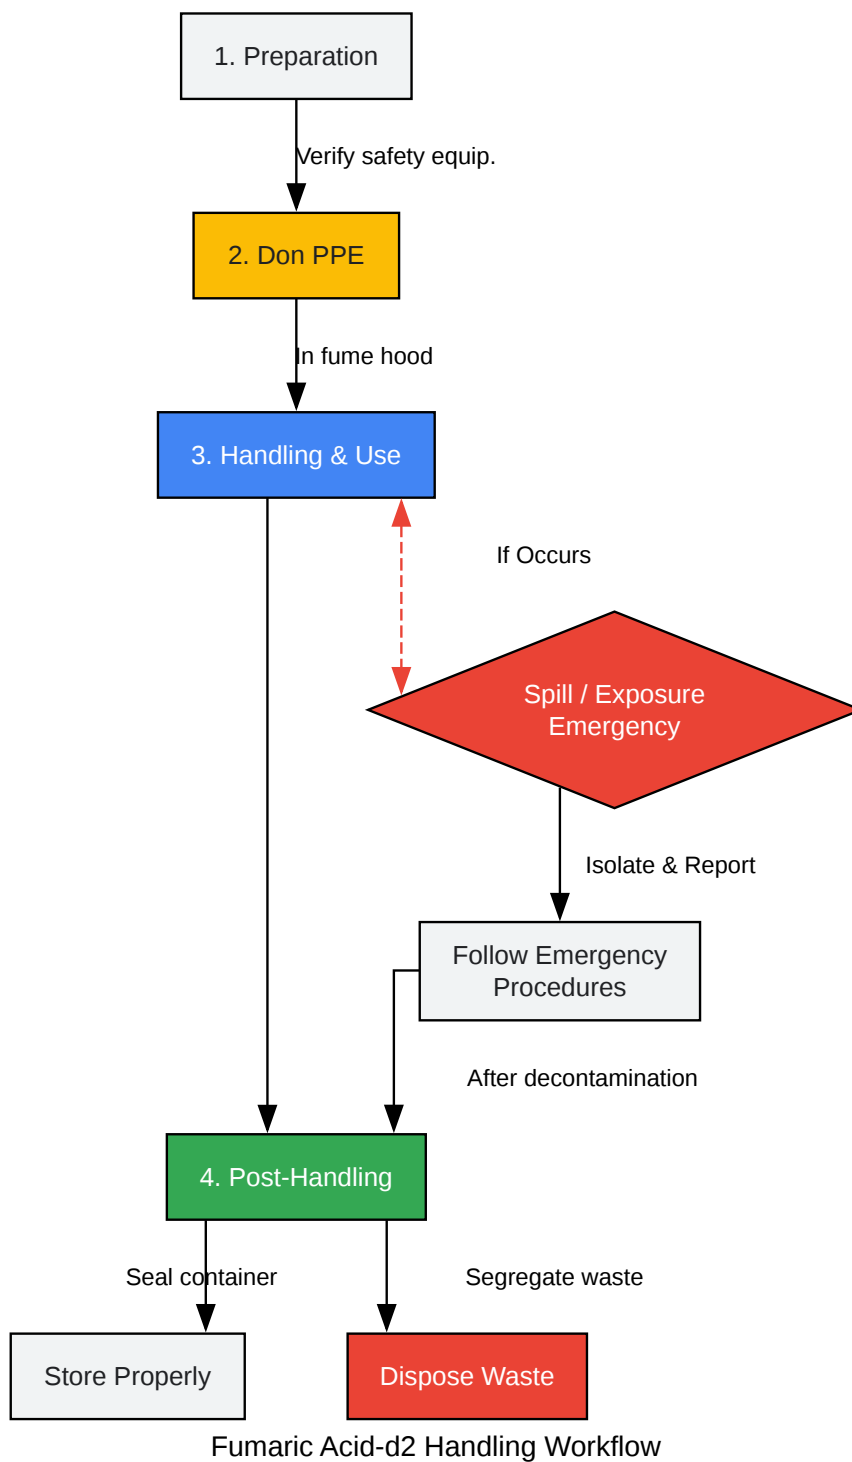 1. Preparation
Verify safety equip.
2. Don PPE
In fume hood
3. Handling & Use
If Occurs
Spill / Exposure
Emergency
Isolate & Report
Follow Emergency
Procedures
After decontamination
4. Post-Handling
Seal container
Segregate waste
Store Properly
Dispose Waste
Fumaric Acid-d2 Handling Workflow